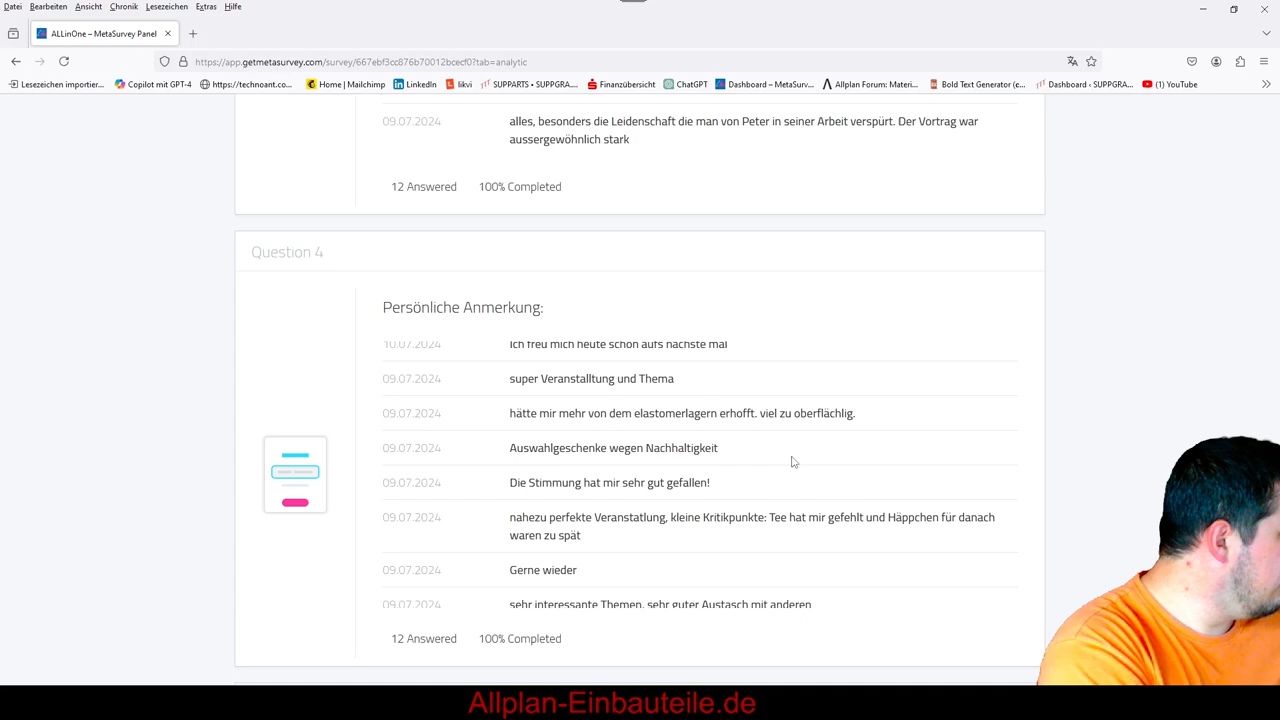 Datei Bearbeiten Ansicht Chronik Lesezeichen Extras Hilfe
ALLinOne – MetaSurvey Panel
https://app.getmetasurvey.com/survey/667ebf3cc876b70012bcecf0?tab=analytic
Lesezeichen importier... Copilot mit GPT-4 https://technoant.co... Home | Mailchimp LinkedIn likvi SUPPARTS • SUPPGRA... Finanzübersicht ChatGPT Dashboard – MetaSurv... Allplan Forum: Materi... Bold Text Generator (e... Dashboard ‹ SUPPGRA... (1) YouTube
09.07.2024 alles, besonders die Leidenschaft die man von Peter in seiner Arbeit verspürt. Der Vortrag war
aussergewöhnlich stark
12 Answered 100% Completed
Question 4
Persönliche Anmerkung:
10.07.2024 Ich freu mich heute schon aufs nächste mal
09.07.2024 super Veranstalltung und Thema
09.07.2024 hätte mir mehr von dem elastomerlagern erhofft. viel zu oberflächlig.
09.07.2024 Auswahlgeschenke wegen Nachhaltigkeit
09.07.2024 Die Stimmung hat mir sehr gut gefallen!
09.07.2024 nahezu perfekte Veranstatlung, kleine Kritikpunkte: Tee hat mir gefehlt und Häppchen für danach
waren zu spät
09.07.2024 Gerne wieder
09.07.2024 sehr interessante Themen, sehr guter Austasch mit anderen
12 Answered 100% Completed
Allplan-Einbauteile.de